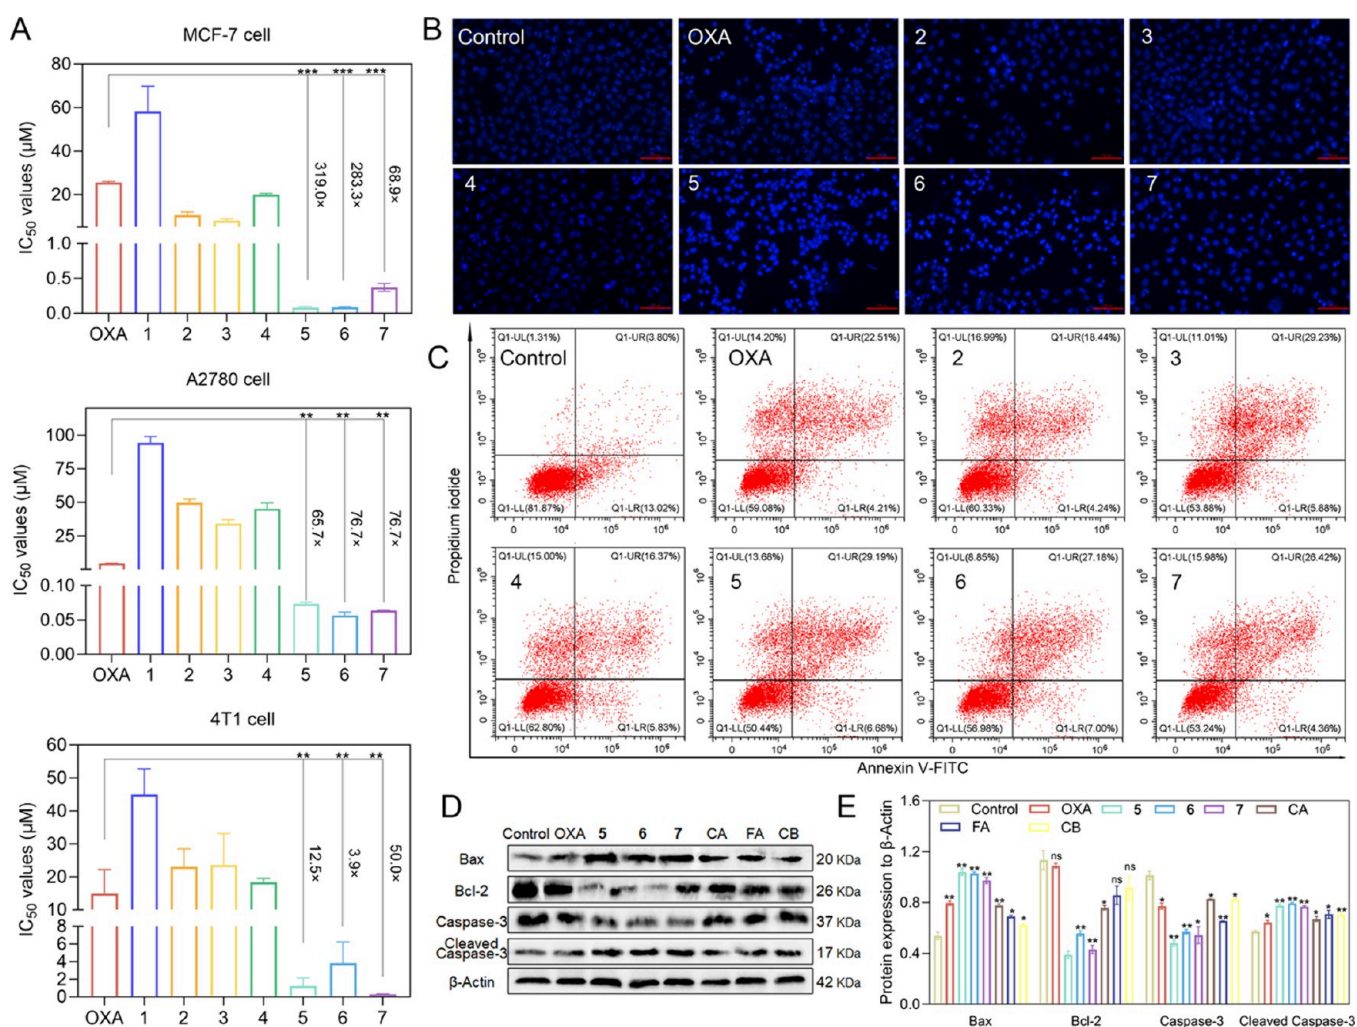 A
MCF-7 cell
IC50 values (μM)
80
60
40
20
1.0
0.5
0.0
*** *** ***
319.0×
283.3×
68.9×
OXA 1 2 3 4 5 6 7
A2780 cell
IC50 values (μM)
100
75
50
25
0.10
0.05
0.00
** ** **
65.7×
76.7×
76.7×
OXA 1 2 3 4 5 6 7
4T1 cell
IC50 values (μM)
60
50
40
30
20
10
8
6
4
2
0
** ** **
12.5×
3.9×
50.0×
OXA 1 2 3 4 5 6 7
B
Control OXA 2 3
4 5 6 7
C
Propidium iodide
Q1-UL(1.31%) Q1-UR(3.80%)
Control
Q1-LL(81.87%) Q1-LR(13.02%)
Q1-UL(14.20%) Q1-UR(22.51%)
OXA
Q1-LL(59.08%) Q1-LR(4.21%)
Q1-UL(16.99%) Q1-UR(18.44%)
2
Q1-LL(60.33%) Q1-LR(4.24%)
Q1-UL(11.01%) Q1-UR(29.23%)
3
Q1-LL(53.88%) Q1-LR(5.88%)
Q1-UL(15.00%) Q1-UR(16.37%)
4
Q1-LL(62.80%) Q1-LR(5.83%)
Q1-UL(13.68%) Q1-UR(29.19%)
5
Q1-LL(50.44%) Q1-LR(6.68%)
Q1-UL(8.85%) Q1-UR(27.18%)
6
Q1-LL(56.98%) Q1-LR(7.00%)
Q1-UL(15.98%) Q1-UR(26.42%)
7
Q1-LL(53.24%) Q1-LR(4.36%)
Annexin V-FITC
D
Control OXA 5 6 7 CA FA CB
Bax 20 KDa
Bcl-2 26 KDa
Caspase-3 37 KDa
Cleaved
Caspase-3 17 KDa
β-Actin 42 KDa
E
Protein expression to β-Actin
1.6
1.2
0.8
0.4
0.0
Control OXA 5 6 7 CA
FA CB
Bax Bcl-2 Caspase-3 Cleaved Caspase-3